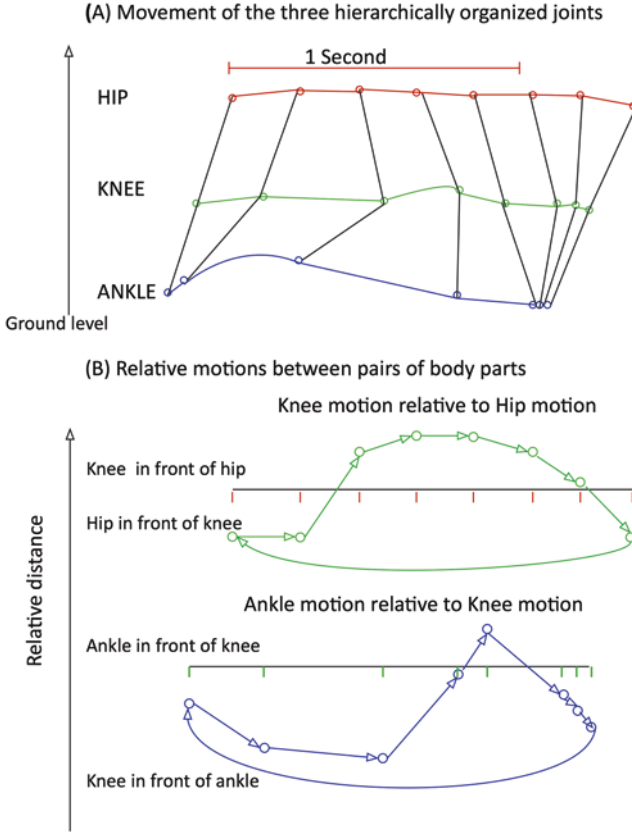 (A) Movement of the three hierarchically organized joints
1 Second
HIP
KNEE
ANKLE
Ground level
(B) Relative motions between pairs of body parts
Knee motion relative to Hip motion
Knee in front of hip
Hip in front of knee
Relative distance
Ankle motion relative to Knee motion
Ankle in front of knee
Knee in front of ankle